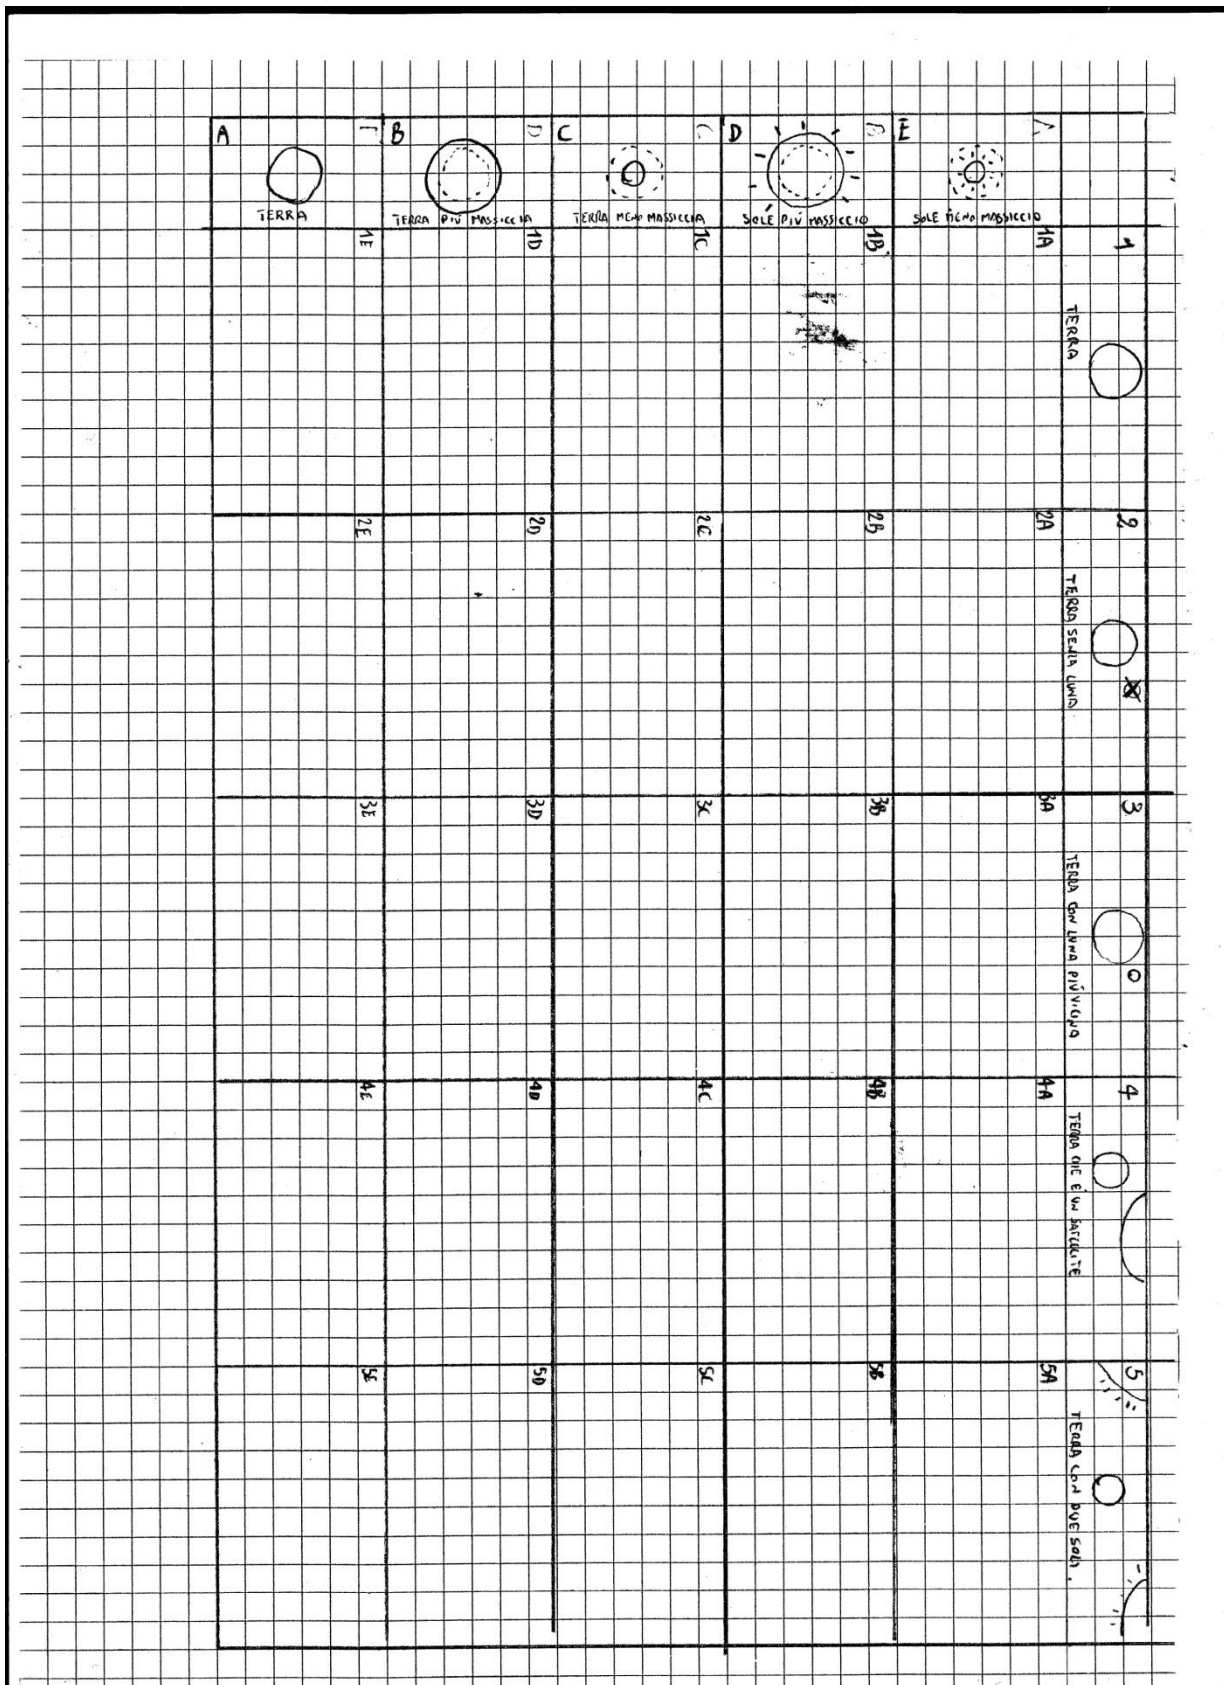 A
TERRA
B
TERRA PIÚ MASSICCIA
C
TERRA MENO MASSICCIA
D
SOLE PIÚ MASSICCIO
E
SOLE MENO MASSICCIO
1E
1D
1C
1B
1A
1
TERRA
2E
2D
2C
2B
2A
2
TERRA SENZA LUNA
3E
3D
3C
3B
3A
3
TERRA CON LUNA PIÚ VICINA
4E
4D
4C
4B
4A
4
TERRA CHE É UN SATELLITE
5E
5D
5C
5B
5A
5
TERRA CON DUE SOLI.